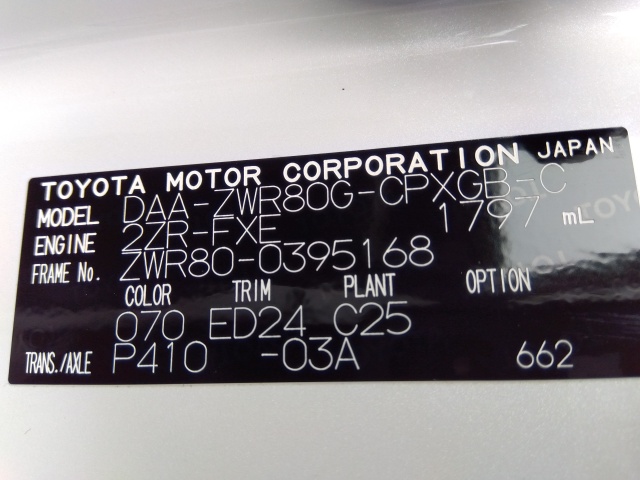 TOYOTA MOTOR CORPORATION JAPAN
MODEL DAA-ZWR80G-CPXGB-C
ENGINE 2ZR-FXE 1797 mL
FRAME No. ZWR80-0395168
COLOR TRIM PLANT OPTION
070 ED24 C25
TRANS./AXLE P410 -03A 662